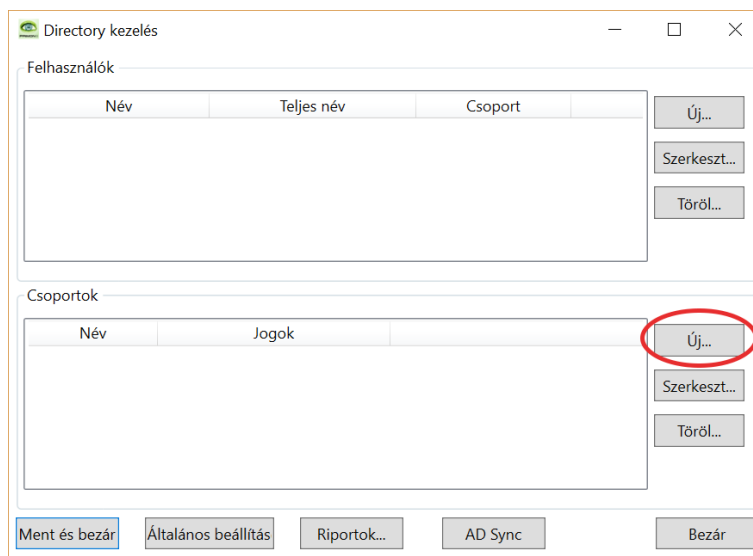 Directory kezelés
Felhasználók
Név Teljes név Csoport
Új...
Szerkeszt...
Töröl...
Csoportok
Név Jogok
Új...
Szerkeszt...
Töröl...
Ment és bezár Általános beállítás Riportok... AD Sync Bezár